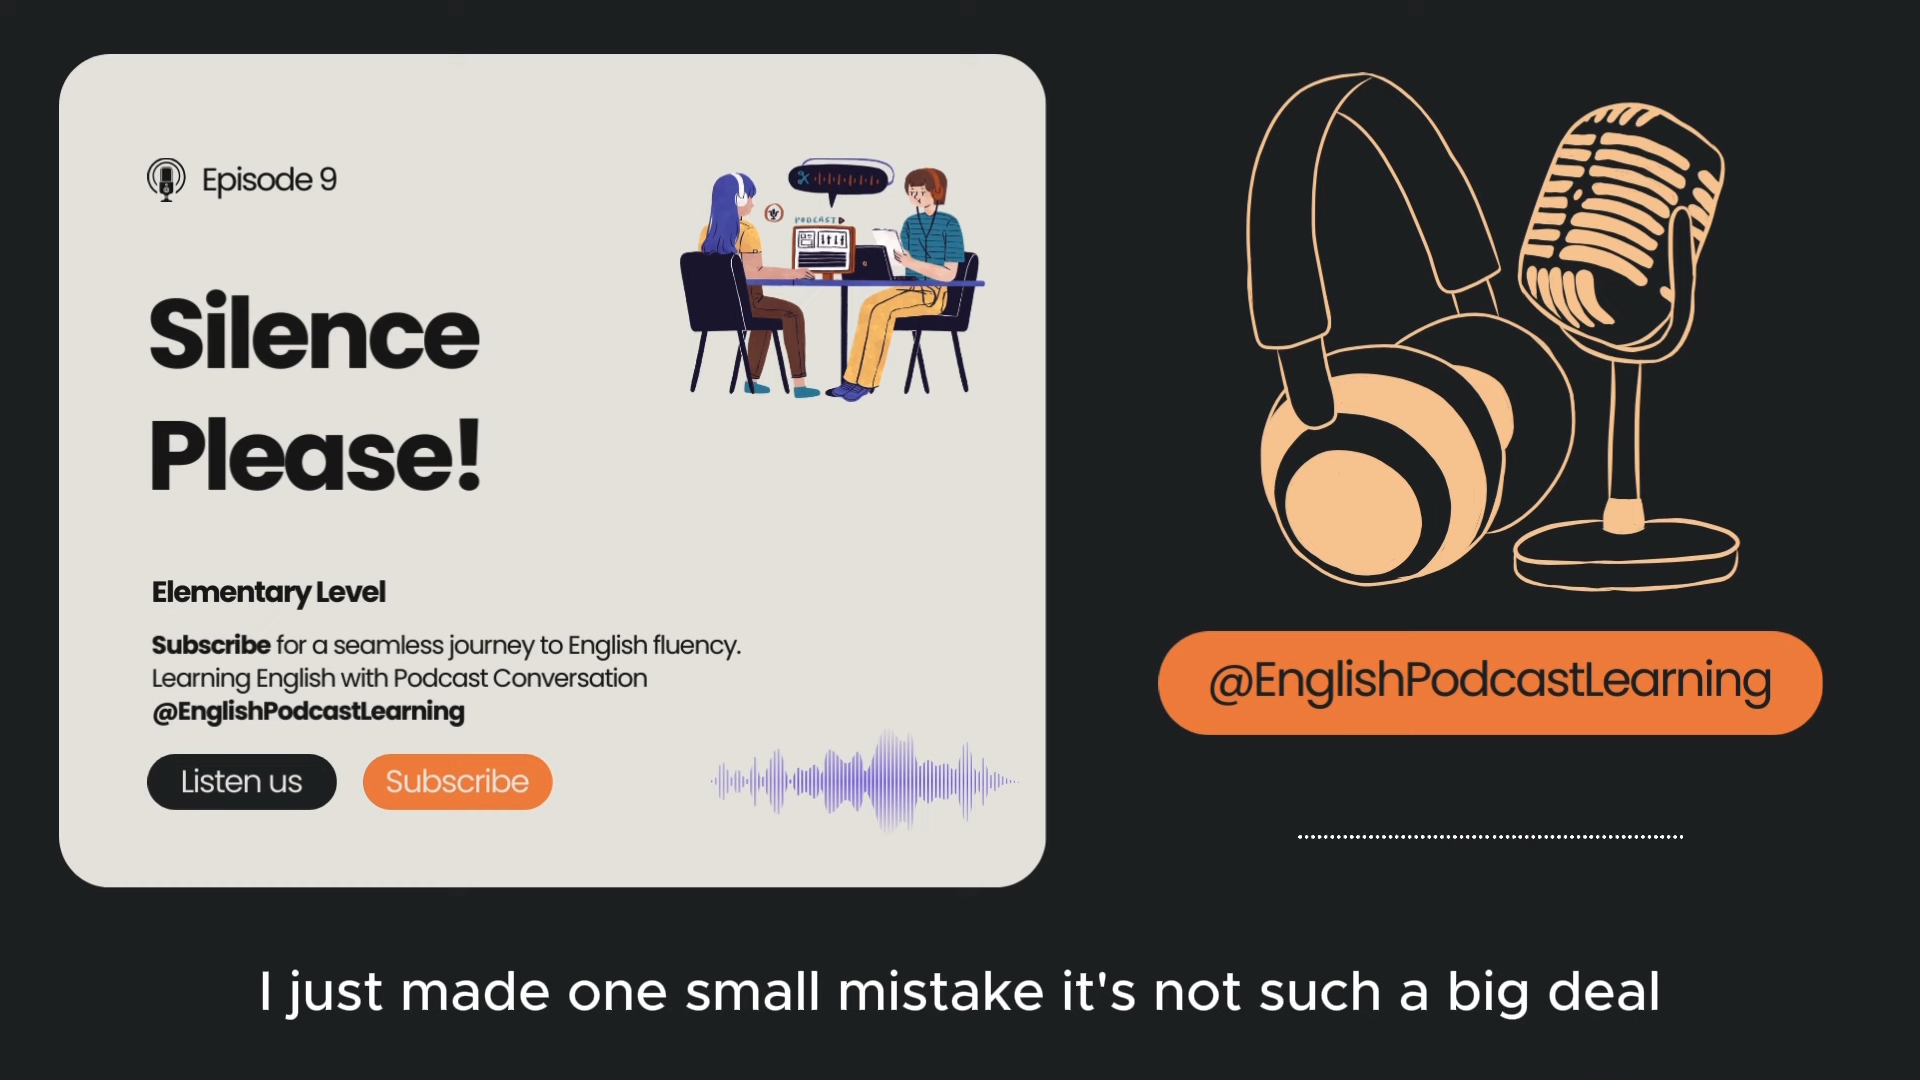 Episode 9
PODCAST
Silence
Please!
Elementary Level
Subscribe for a seamless journey to English fluency.
Learning English with Podcast Conversation
@EnglishPodcastLearning
Listen us
Subscribe
@EnglishPodcastLearning
I just made one small mistake it's not such a big deal